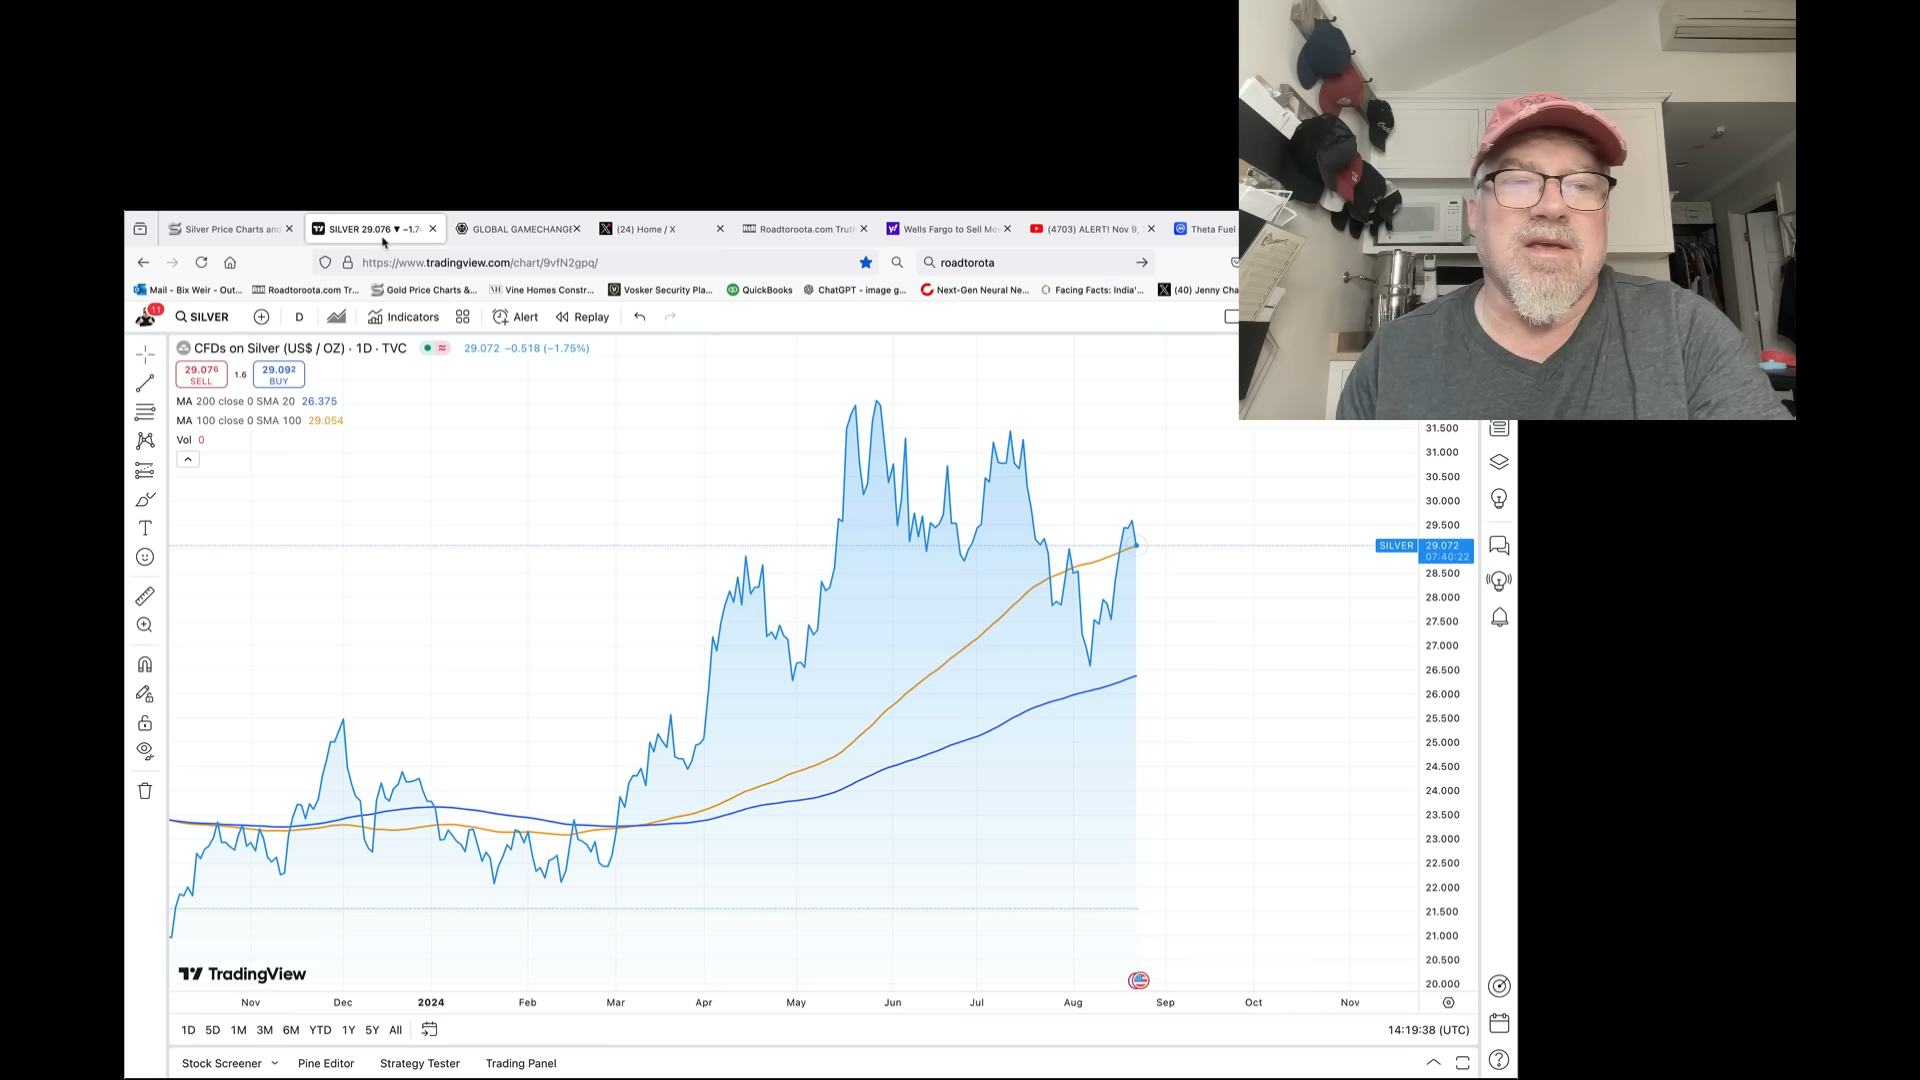 Silver Price Charts and
SILVER 29.076 ▼ −1.7
GLOBAL GAMECHANGE
(24) Home / X
Roadtoroota.com Trut
Wells Fargo to Sell Mo
(4703) ALERT! Nov 9,
Theta Fuel
https://www.tradingview.com/chart/9vfN2gpq/
roadtorota
Mail - Bix Weir - Out...
Roadtoroota.com Tr...
Gold Price Charts &...
Vine Homes Constr...
Vosker Security Pla...
QuickBooks
ChatGPT - image g...
Next-Gen Neural Ne...
Facing Facts: India'...
(40) Jenny Cha
11
SILVER
D
Indicators
Alert
Replay
CFDs on Silver (US$ / OZ) · 1D · TVC
29.072 −0.518 (−1.75%)
29.076
SELL
1.6
29.092
BUY
MA 200 close 0 SMA 20 26.375
MA 100 close 0 SMA 100 29.054
Vol 0
31.500
31.000
30.500
30.000
29.500
SILVER
29.072
07:40:22
28.500
28.000
27.500
27.000
26.500
26.000
25.500
25.000
24.500
24.000
23.500
23.000
22.500
22.000
21.500
21.000
20.500
20.000
TradingView
Nov Dec 2024 Feb Mar Apr May Jun Jul Aug Sep Oct Nov
1D 5D 1M 3M 6M YTD 1Y 5Y All
14:19:38 (UTC)
Stock Screener Pine Editor Strategy Tester Trading Panel